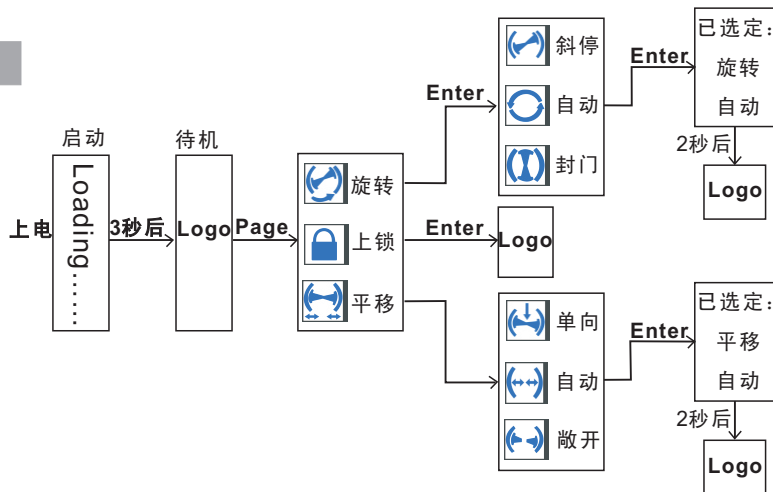 启动
Loading.......
上电
3秒后
待机
Logo
Page
旋转
上锁
平移
Enter
斜停
自动
封门
Enter
已选定：
旋转
自动
2秒后
Logo
Enter
Logo
单向
自动
敞开
Enter
已选定：
平移
自动
2秒后
Logo